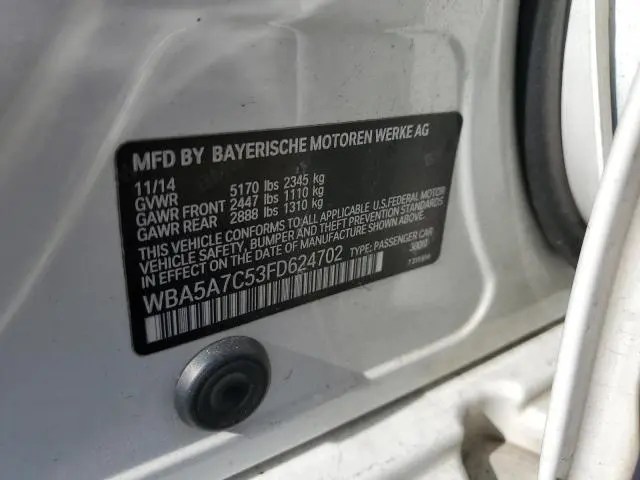 MFD BY BAYERISCHE MOTOREN WERKE AG
11/14
GVWR 5170 lbs 2345 kg
GAWR FRONT 2447 lbs 1110 kg
GAWR REAR 2888 lbs 1310 kg
THIS VEHICLE CONFORMS TO ALL APPLICABLE U.S.FEDERAL MOTOR
VEHICLE SAFETY, BUMPER AND THEFT PREVENTION STANDARDS
IN EFFECT ON THE DATE OF MANUFACTURE SHOWN ABOVE.
WBA5A7C53FD624702 TYPE: PASSENGER CAR